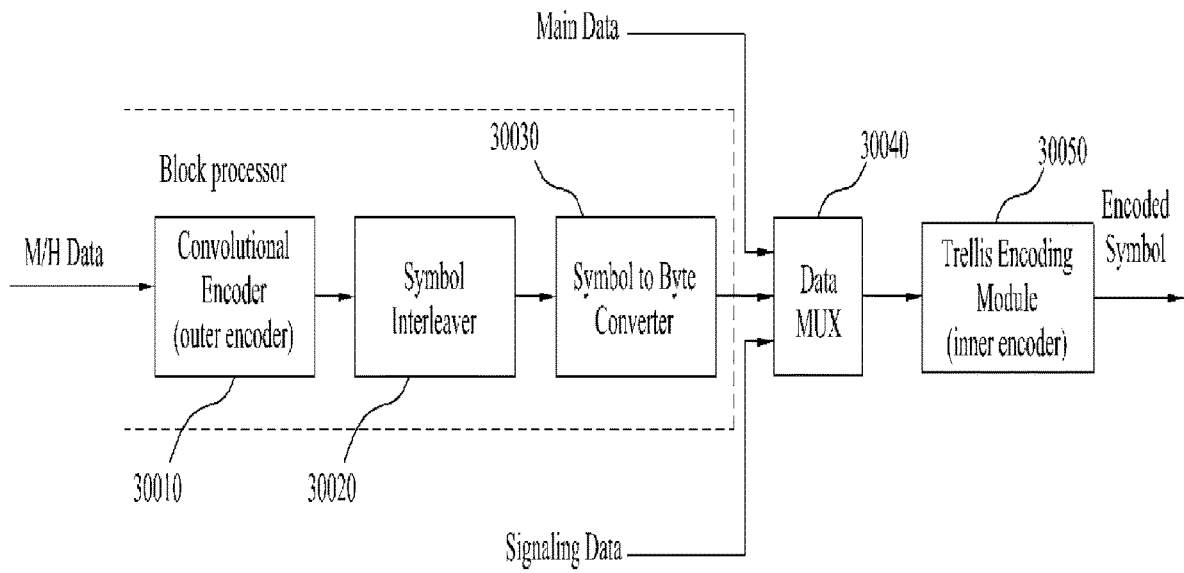 Main Data
30030
30040
30050
Block processor
Encoded
Symbol
M/H Data
Convolutional
Encoder
(outer encoder)
Symbol
Interleaver
Symbol to Byte
Converter
Data
MUX
Trellis Encoding
Module
(inner encoder)
30010
30020
Signaling Data